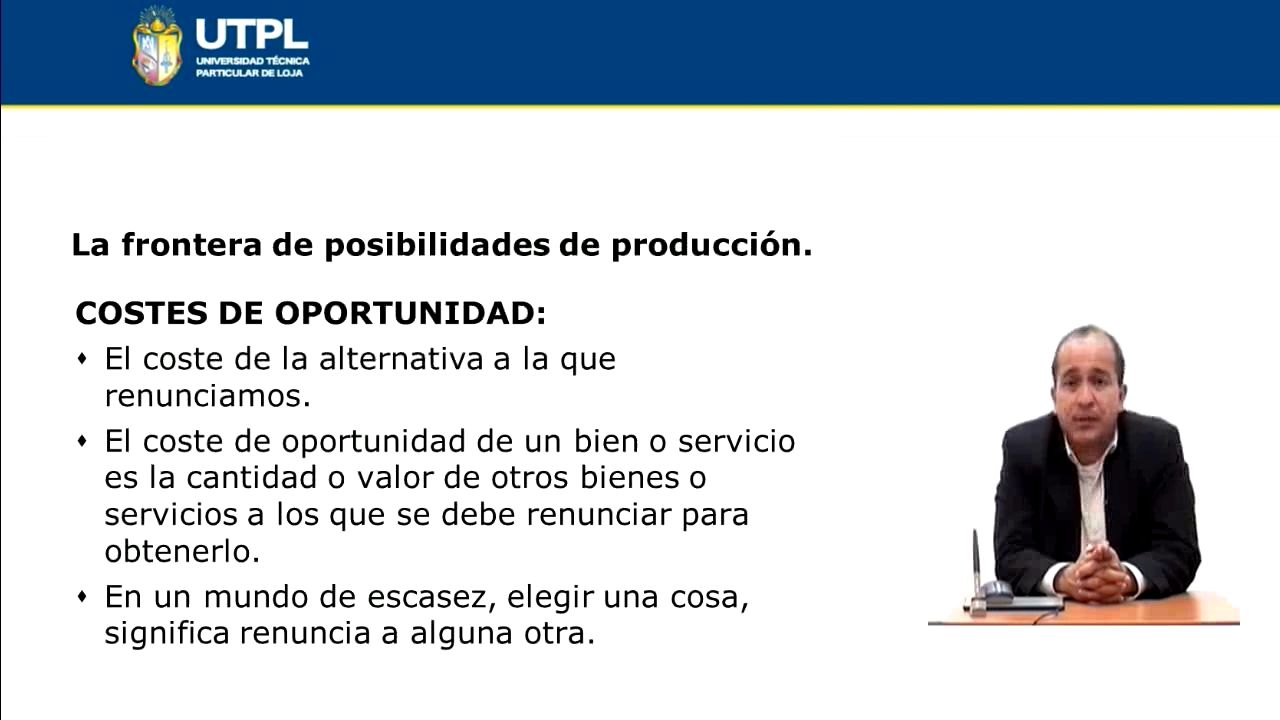 UTPL
UNIVERSIDAD TÉCNICA
PARTICULAR DE LOJA
La frontera de posibilidades de producción.
COSTES DE OPORTUNIDAD:
El coste de la alternativa a la que
renunciamos.
El coste de oportunidad de un bien o servicio
es la cantidad o valor de otros bienes o
servicios a los que se debe renunciar para
obtenerlo.
En un mundo de escasez, elegir una cosa,
significa renuncia a alguna otra.